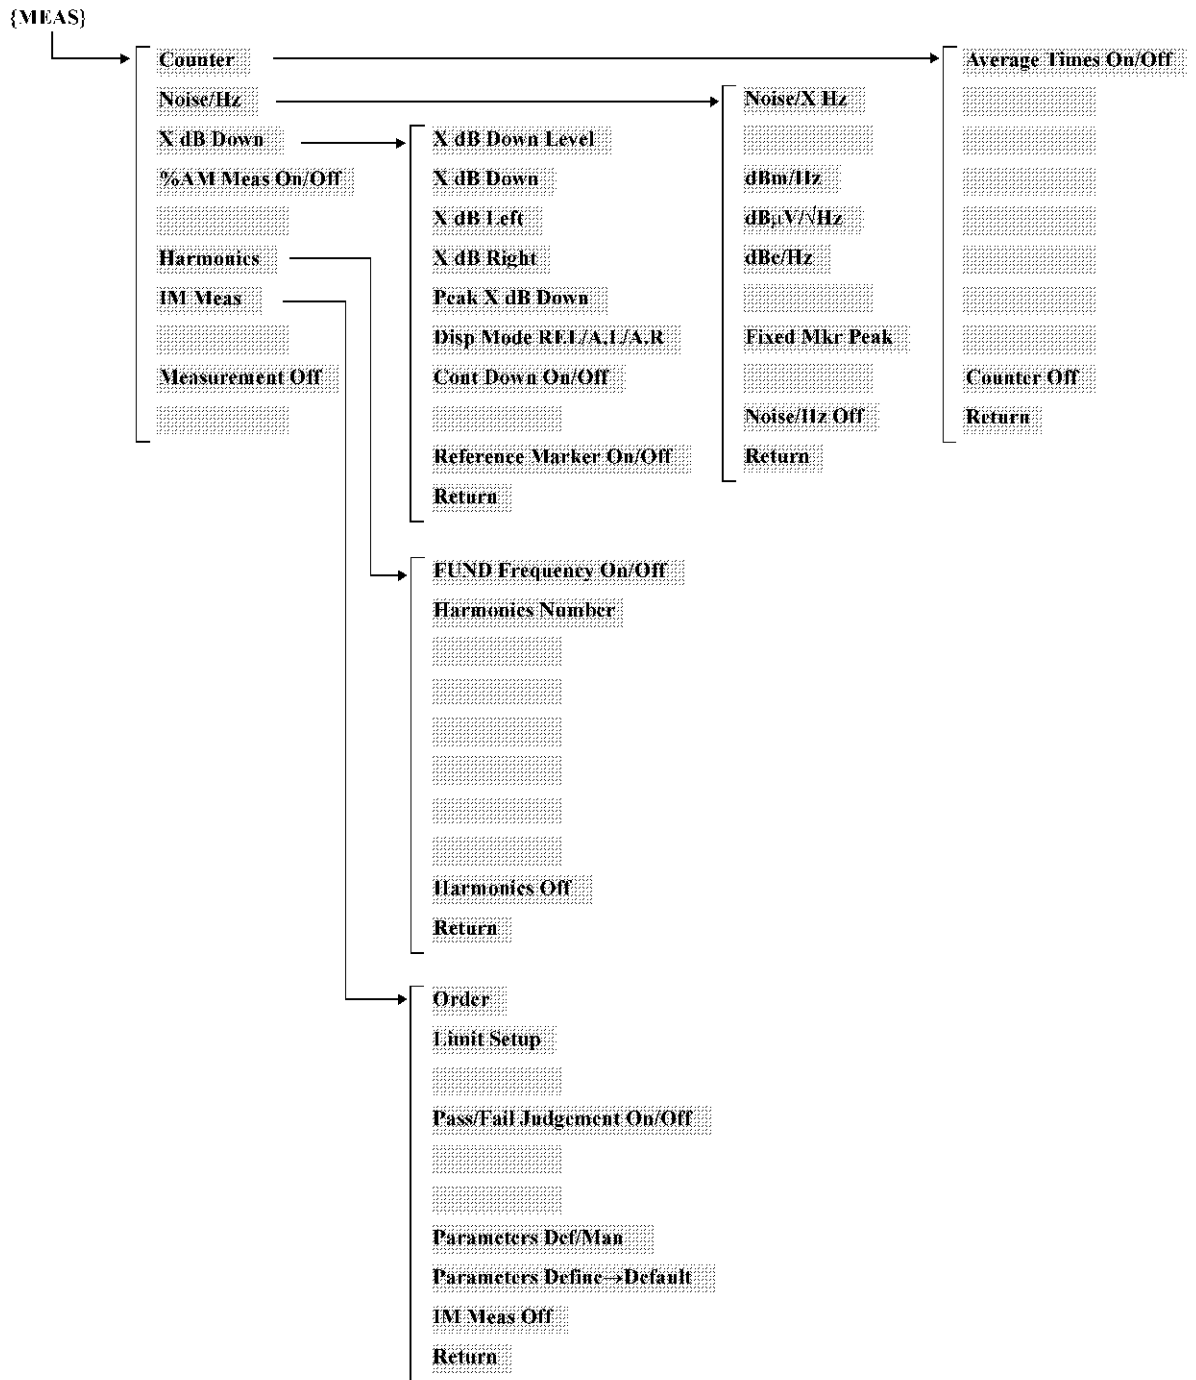 {MEAS}
Counter
Noise/Hz
X dB Down
%AM Meas On/Off
Harmonics
IM Meas
Measurement Off
X dB Down Level
X dB Down
X dB Left
X dB Right
Peak X dB Down
Disp Mode REL/A.L/A.R
Cont Down On/Off
Reference Marker On/Off
Return
Noise/X Hz
dBm/Hz
dBμV/√Hz
dBc/Hz
Fixed Mkr Peak
Noise/Hz Off
Return
Average Times On/Off
Counter Off
Return
FUND Frequency On/Off
Harmonics Number
Harmonics Off
Return
Order
Limit Setup
Pass/Fail Judgement On/Off
Parameters Def/Man
Parameters Define→Default
IM Meas Off
Return